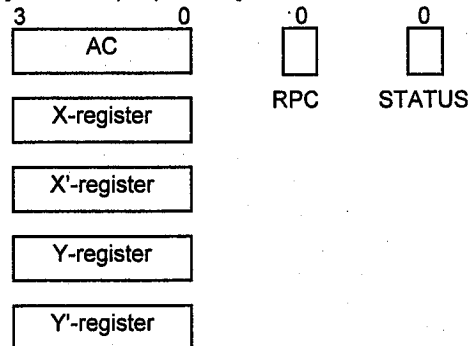 3 0 0 0
AC
RPC STATUS
X-register
X'-register
Y-register
Y'-register